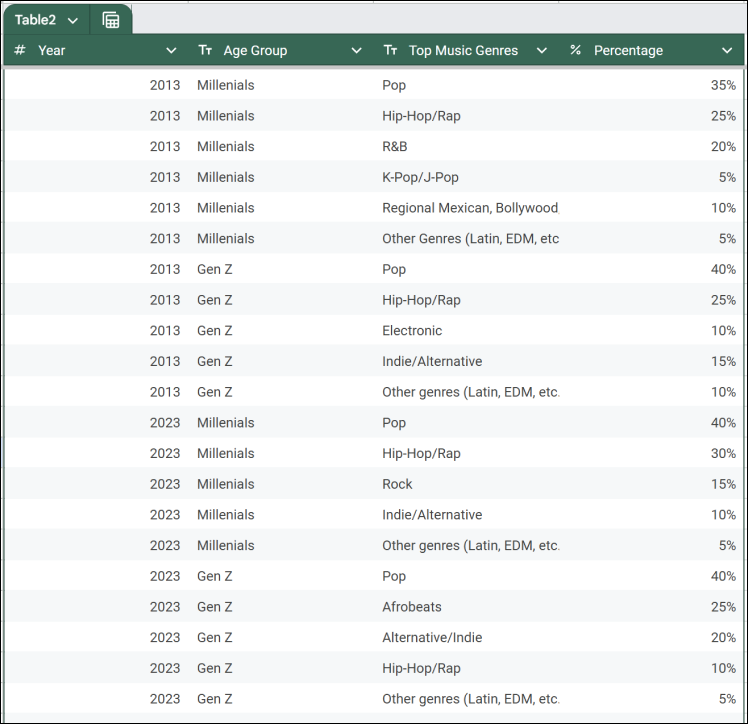 Table2
# Year Tт Age Group Tт Top Music Genres % Percentage
2013 Millenials Pop 35%
2013 Millenials Hip-Hop/Rap 25%
2013 Millenials R&B 20%
2013 Millenials K-Pop/J-Pop 5%
2013 Millenials Regional Mexican, Bollywood, 10%
2013 Millenials Other Genres (Latin, EDM, etc 5%
2013 Gen Z Pop 40%
2013 Gen Z Hip-Hop/Rap 25%
2013 Gen Z Electronic 10%
2013 Gen Z Indie/Alternative 15%
2013 Gen Z Other genres (Latin, EDM, etc. 10%
2023 Millenials Pop 40%
2023 Millenials Hip-Hop/Rap 30%
2023 Millenials Rock 15%
2023 Millenials Indie/Alternative 10%
2023 Millenials Other genres (Latin, EDM, etc. 5%
2023 Gen Z Pop 40%
2023 Gen Z Afrobeats 25%
2023 Gen Z Alternative/Indie 20%
2023 Gen Z Hip-Hop/Rap 10%
2023 Gen Z Other genres (Latin, EDM, etc. 5%